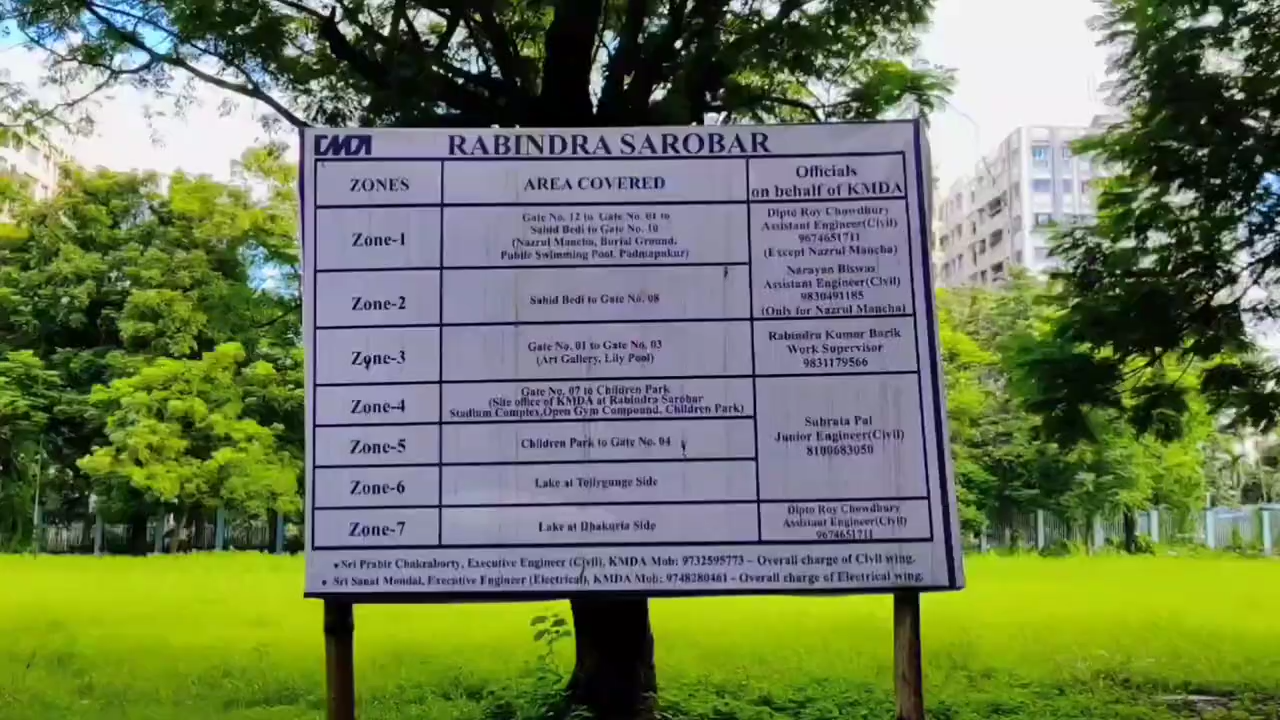 KMDA
RABINDRA SAROBAR
ZONES
AREA COVERED
Officials
on behalf of KMDA
Zone-1
Gate No. 12 to Gate No. 01 to
Sahid Bedi to Gate No. 10
(Nazrul Mancha, Burial Ground,
Public Swimming Pool, Padmapukur)
Dipto Roy Chowdhury
Assistant Engineer(Civil)
9674651711
(Except Nazrul Mancha)
Narayan Biswas
Assistant Engineer(Civil)
9830491185
(Only for Nazrul Mancha)
Zone-2
Sahid Bedi to Gate No. 08
Zone-3
Gate No. 01 to Gate No. 03
(Art Gallery, Lily Pool)
Rabindra Kumar Barik
Work Supervisor
9831179566
Zone-4
Gate No. 07 to Children Park
(Site office of KMDA at Rabindra Sarobar
Stadium Complex,Open Gym Compound, Children Park)
Subrata Pal
Junior Engineer(Civil)
8100683050
Zone-5
Children Park to Gate No. 04
Zone-6
Lake at Tollygunge Side
Zone-7
Lake at Dhakuria Side
Dipto Roy Chowdhury
Assistant Engineer(Civil)
9674651711
• Sri Prabir Chakraborty, Executive Engineer (Civil), KMDA Mob: 9732595773 – Overall charge of Civil wing.
• Sri Sanat Mondal, Executive Engineer (Electrical), KMDA Mob: 9748280461 – Overall charge of Electrical wing.